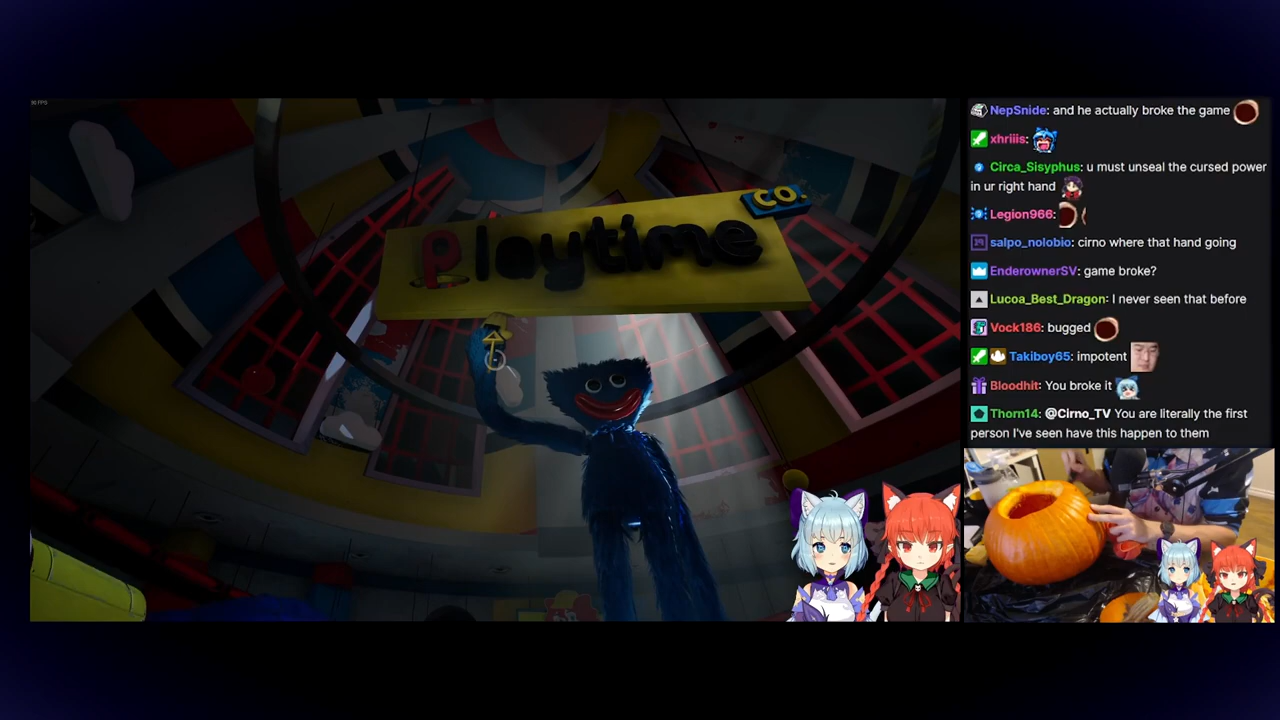 96 FPS
Playtime
CO.
NepSnide: and he actually broke the game
xhriiis:
Circa_Sisyphus: u must unseal the cursed power
in ur right hand
Legion966:
salpo_nolobio: cirno where that hand going
EnderownerSV: game broke?
Lucoa_Best_Dragon: I never seen that before
Vock186: bugged
Takiboy65: impotent
Bloodhit: You broke it
Thorn14: @Cirno_TV You are literally the first
person I've seen have this happen to them